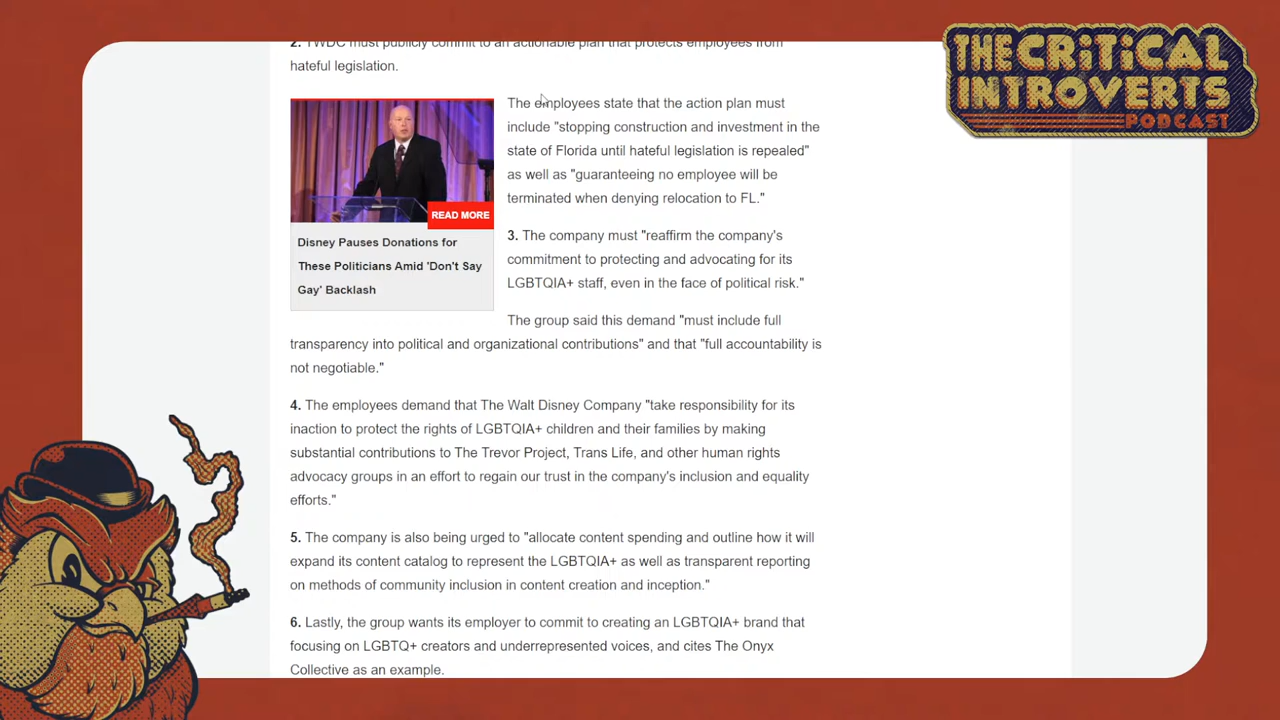 THE CRITICAL
INTROVERTS
PODCAST
2. TWDC must publicly commit to an actionable plan that protects employees from
hateful legislation.
READ MORE
Disney Pauses Donations for
These Politicians Amid 'Don't Say
Gay' Backlash
The employees state that the action plan must
include "stopping construction and investment in the
state of Florida until hateful legislation is repealed"
as well as "guaranteeing no employee will be
terminated when denying relocation to FL."
3. The company must "reaffirm the company's
commitment to protecting and advocating for its
LGBTQIA+ staff, even in the face of political risk."
The group said this demand "must include full
transparency into political and organizational contributions" and that "full accountability is
not negotiable."
4. The employees demand that The Walt Disney Company "take responsibility for its
inaction to protect the rights of LGBTQIA+ children and their families by making
substantial contributions to The Trevor Project, Trans Life, and other human rights
advocacy groups in an effort to regain our trust in the company's inclusion and equality
efforts."
5. The company is also being urged to "allocate content spending and outline how it will
expand its content catalog to represent the LGBTQIA+ as well as transparent reporting
on methods of community inclusion in content creation and inception."
6. Lastly, the group wants its employer to commit to creating an LGBTQIA+ brand that
focusing on LGBTQ+ creators and underrepresented voices, and cites The Onyx
Collective as an example.